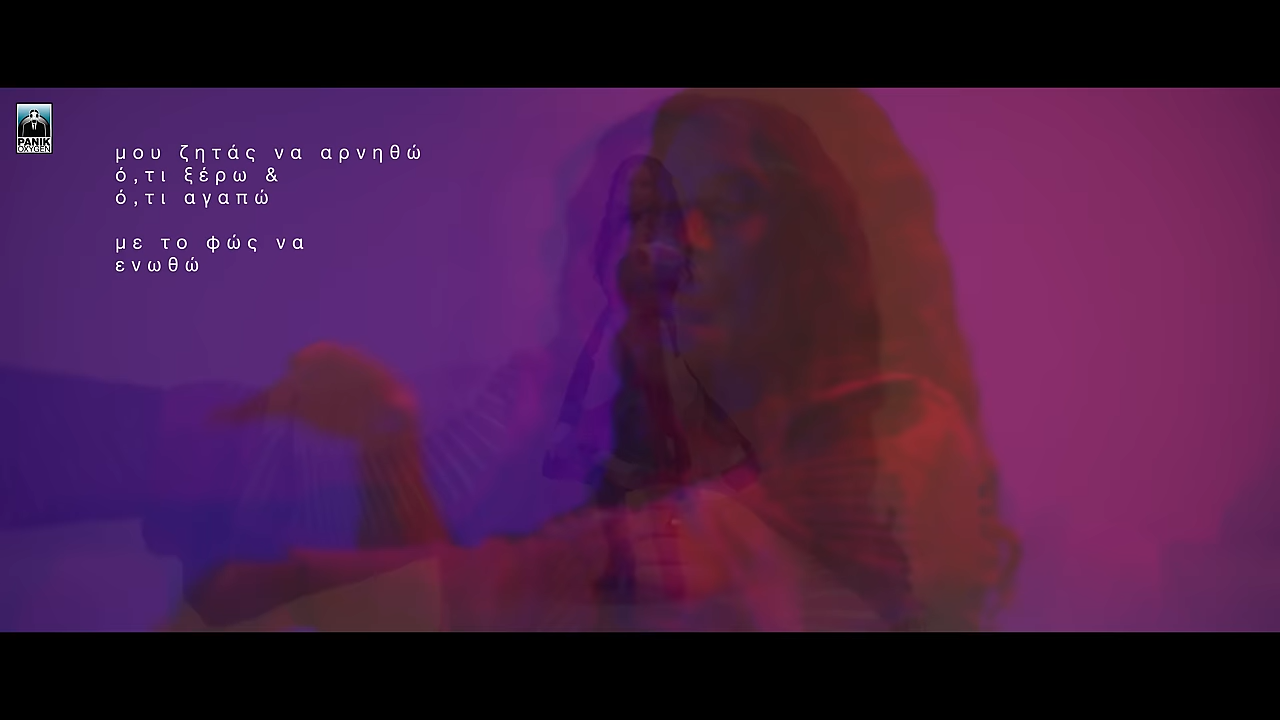 PANIK
OXYGEN
μου ζητάς να αρνηθώ
ό,τι ξέρω &
ό,τι αγαπώ
με το φώς να
ενωθώ